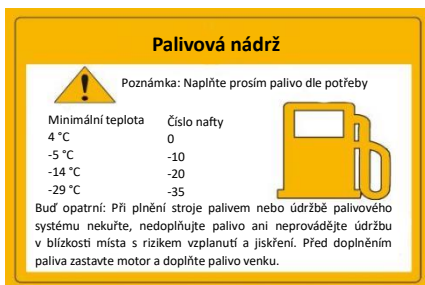 Palivová nádrž
Poznámka: Naplňte prosím palivo dle potřeby
Minimální teplota Číslo nafty
4 °C 0
-5 °C -10
-14 °C -20
-29 °C -35
Buď opatrní: Při plnění stroje palivem nebo údržbě palivového
systému nekuřte, nedoplňujte palivo ani neprovádějte údržbu
v blízkosti místa s rizikem vzplanutí a jiskření. Před doplněním
paliva zastavte motor a doplňte palivo venku.